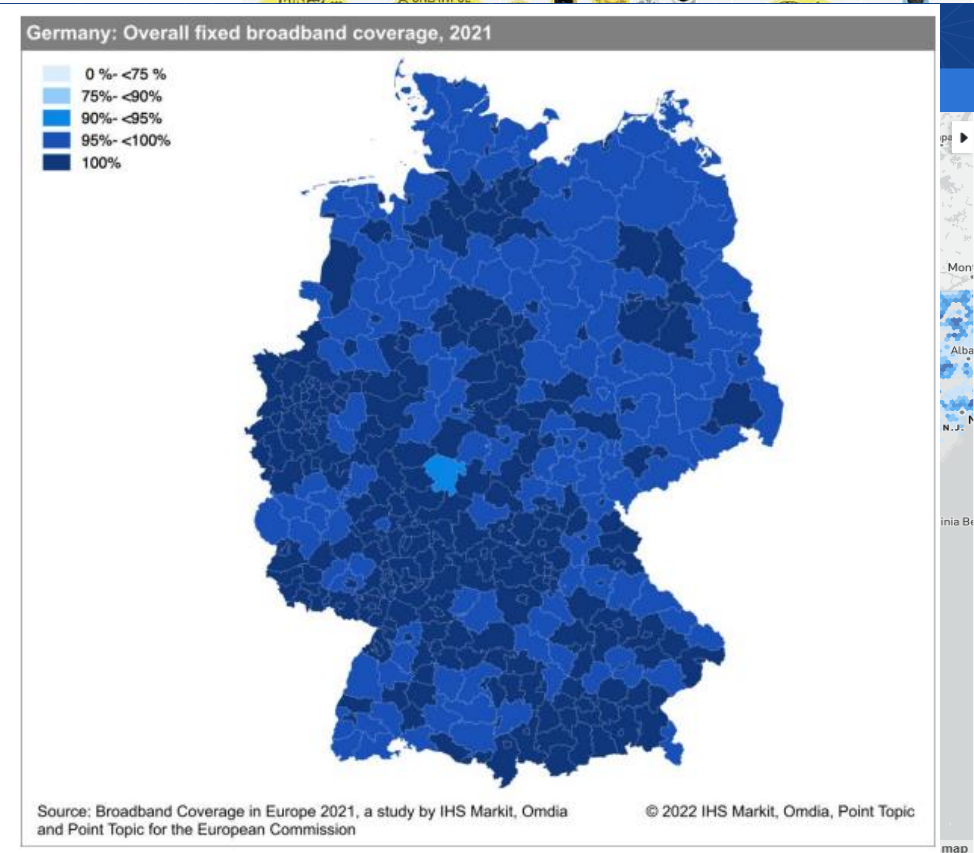 Germany: Overall fixed broadband coverage, 2021
0 %- <75 %
75%- <90%
90%- <95%
95%- <100%
100%
Source: Broadband Coverage in Europe 2021, a study by IHS Markit, Omdia
and Point Topic for the European Commission
© 2022 IHS Markit, Omdia, Point Topic
Mon
Alba
N.J.
inia Be
map